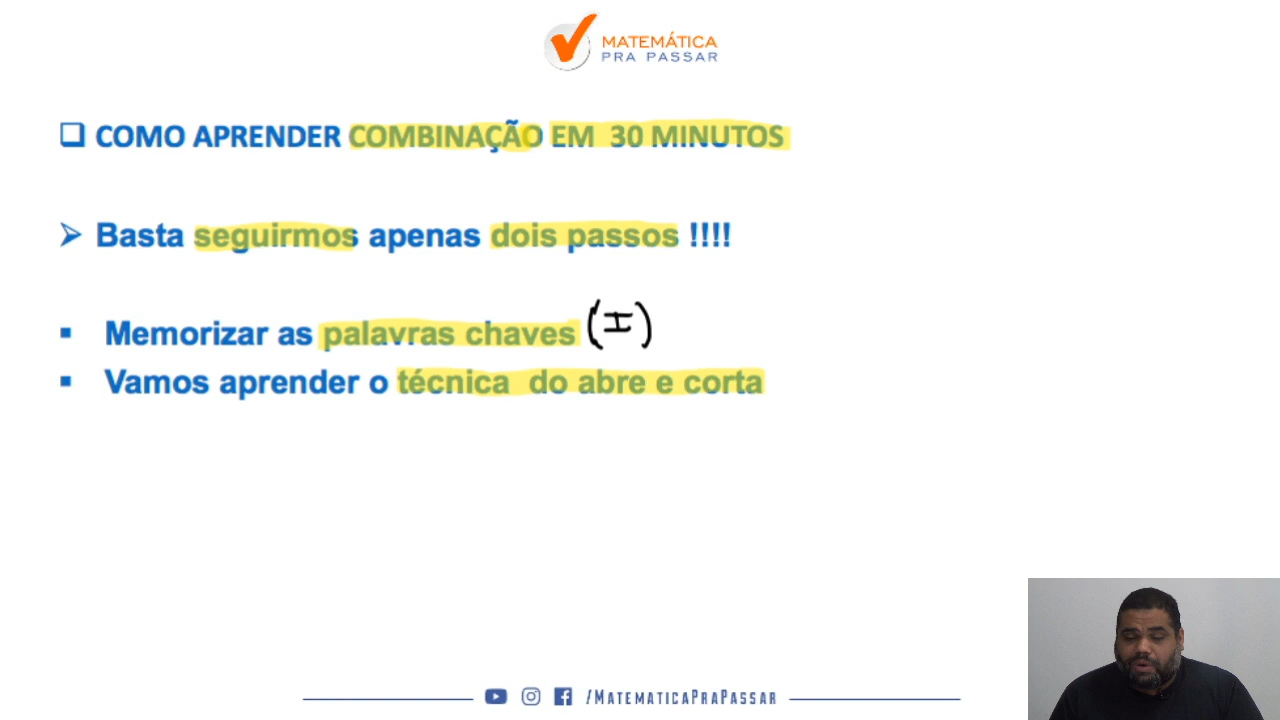 MATEMÁTICA
PRA PASSAR
COMO APRENDER COMBINAÇÃO EM 30 MINUTOS
Basta seguirmos apenas dois passos !!!!
Memorizar as palavras chaves (I)
Vamos aprender o técnica do abre e corta
/MATEMATICAPRAPASSAR